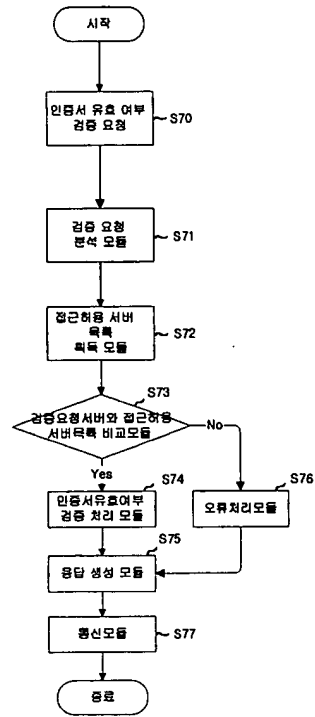 시작
인증서 유효 여부
검증 요청
S70
검증 요청
분석 모듈
S71
접근허용 서버
목록
획득 모듈
S72
S73
검증요청서버와 접근허용
서버목록 비교모듈
No
Yes
S74
인증서유효여부
검증 처리 모듈
S76
오류처리모듈
S75
응답 생성 모듈
통신모듈
S77
종료